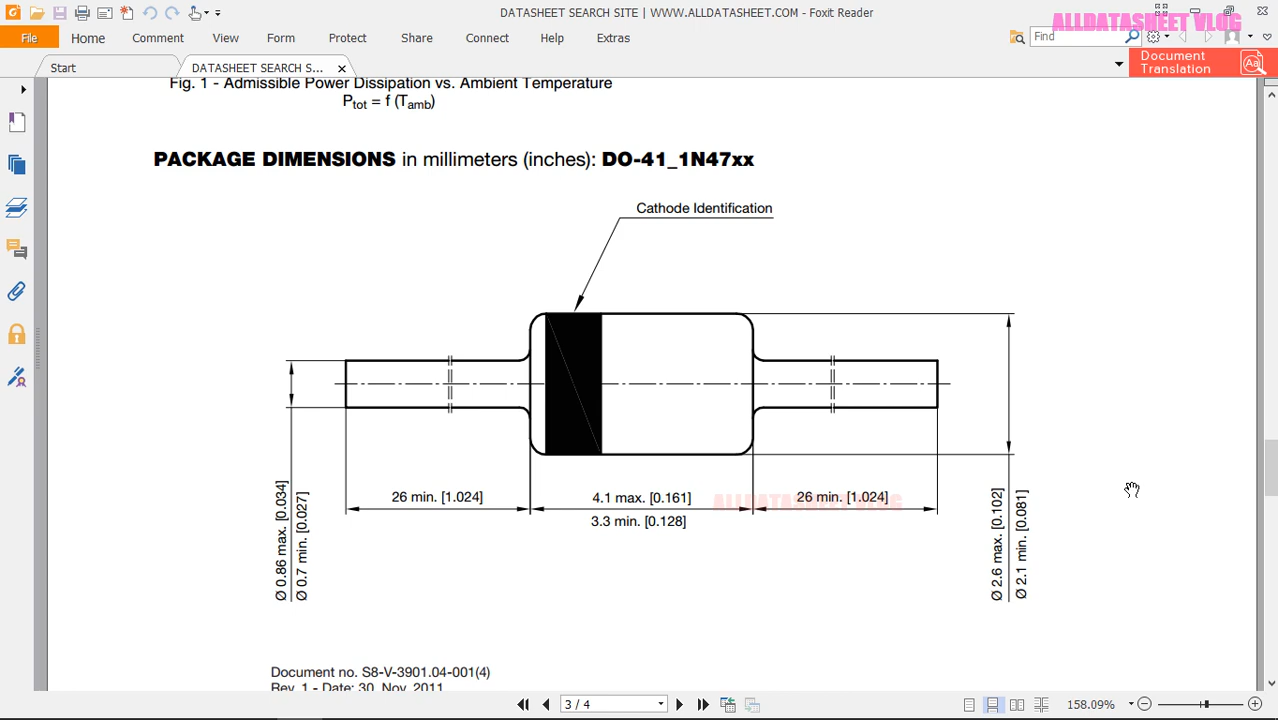 DATASHEET SEARCH SITE | WWW.ALLDATASHEET.COM - Foxit Reader
ALLDATASHEET VLOG
File Home Comment View Form Protect Share Connect Help Extras
Find
Start
DATASHEET SEARCH S...
Document
Translation
Fig. 1 - Admissible Power Dissipation vs. Ambient Temperature
Ptot = f (Tamb)
PACKAGE DIMENSIONS in millimeters (inches): DO-41_1N47xx
Cathode Identification
26 min. [1.024]
4.1 max. [0.161]
3.3 min. [0.128]
26 min. [1.024]
ALLDATASHEET VLOG
Ø 0.86 max. [0.034]
Ø 0.7 min. [0.027]
Ø 2.6 max. [0.102]
Ø 2.1 min. [0.081]
Document no. S8-V-3901.04-001(4)
Rev. 1 - Date: 30. Nov. 2011
3 / 4
158.09%